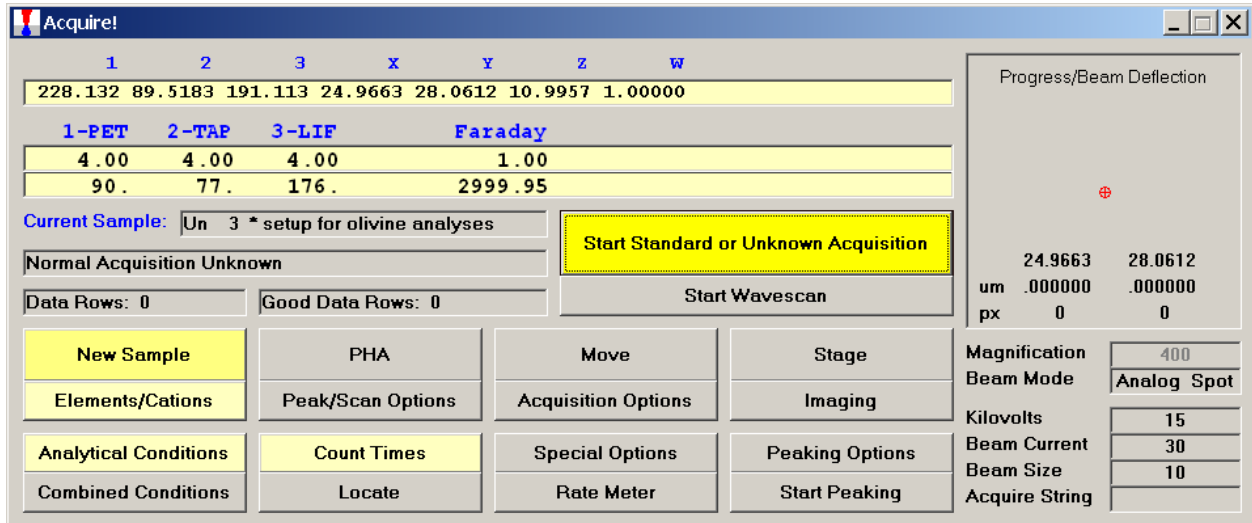 Acquire!
1 2 3 X Y Z W
228.132 89.5183 191.113 24.9663 28.0612 10.9957 1.00000
1-PET 2-TAP 3-LIF Faraday
4.00 4.00 4.00 1.00
90. 77. 176. 2999.95
Current Sample: Un 3 * setup for olivine analyses
Normal Acquisition Unknown
Data Rows: 0 Good Data Rows: 0
Start Standard or Unknown Acquisition
Start Wavescan
New Sample PHA Move Stage
Elements/Cations Peak/Scan Options Acquisition Options Imaging
Analytical Conditions Count Times Special Options Peaking Options
Combined Conditions Locate Rate Meter Start Peaking
Progress/Beam Deflection
24.9663 28.0612
um .000000 .000000
px 0 0
Magnification 400
Beam Mode Analog Spot
Kilovolts 15
Beam Current 30
Beam Size 10
Acquire String